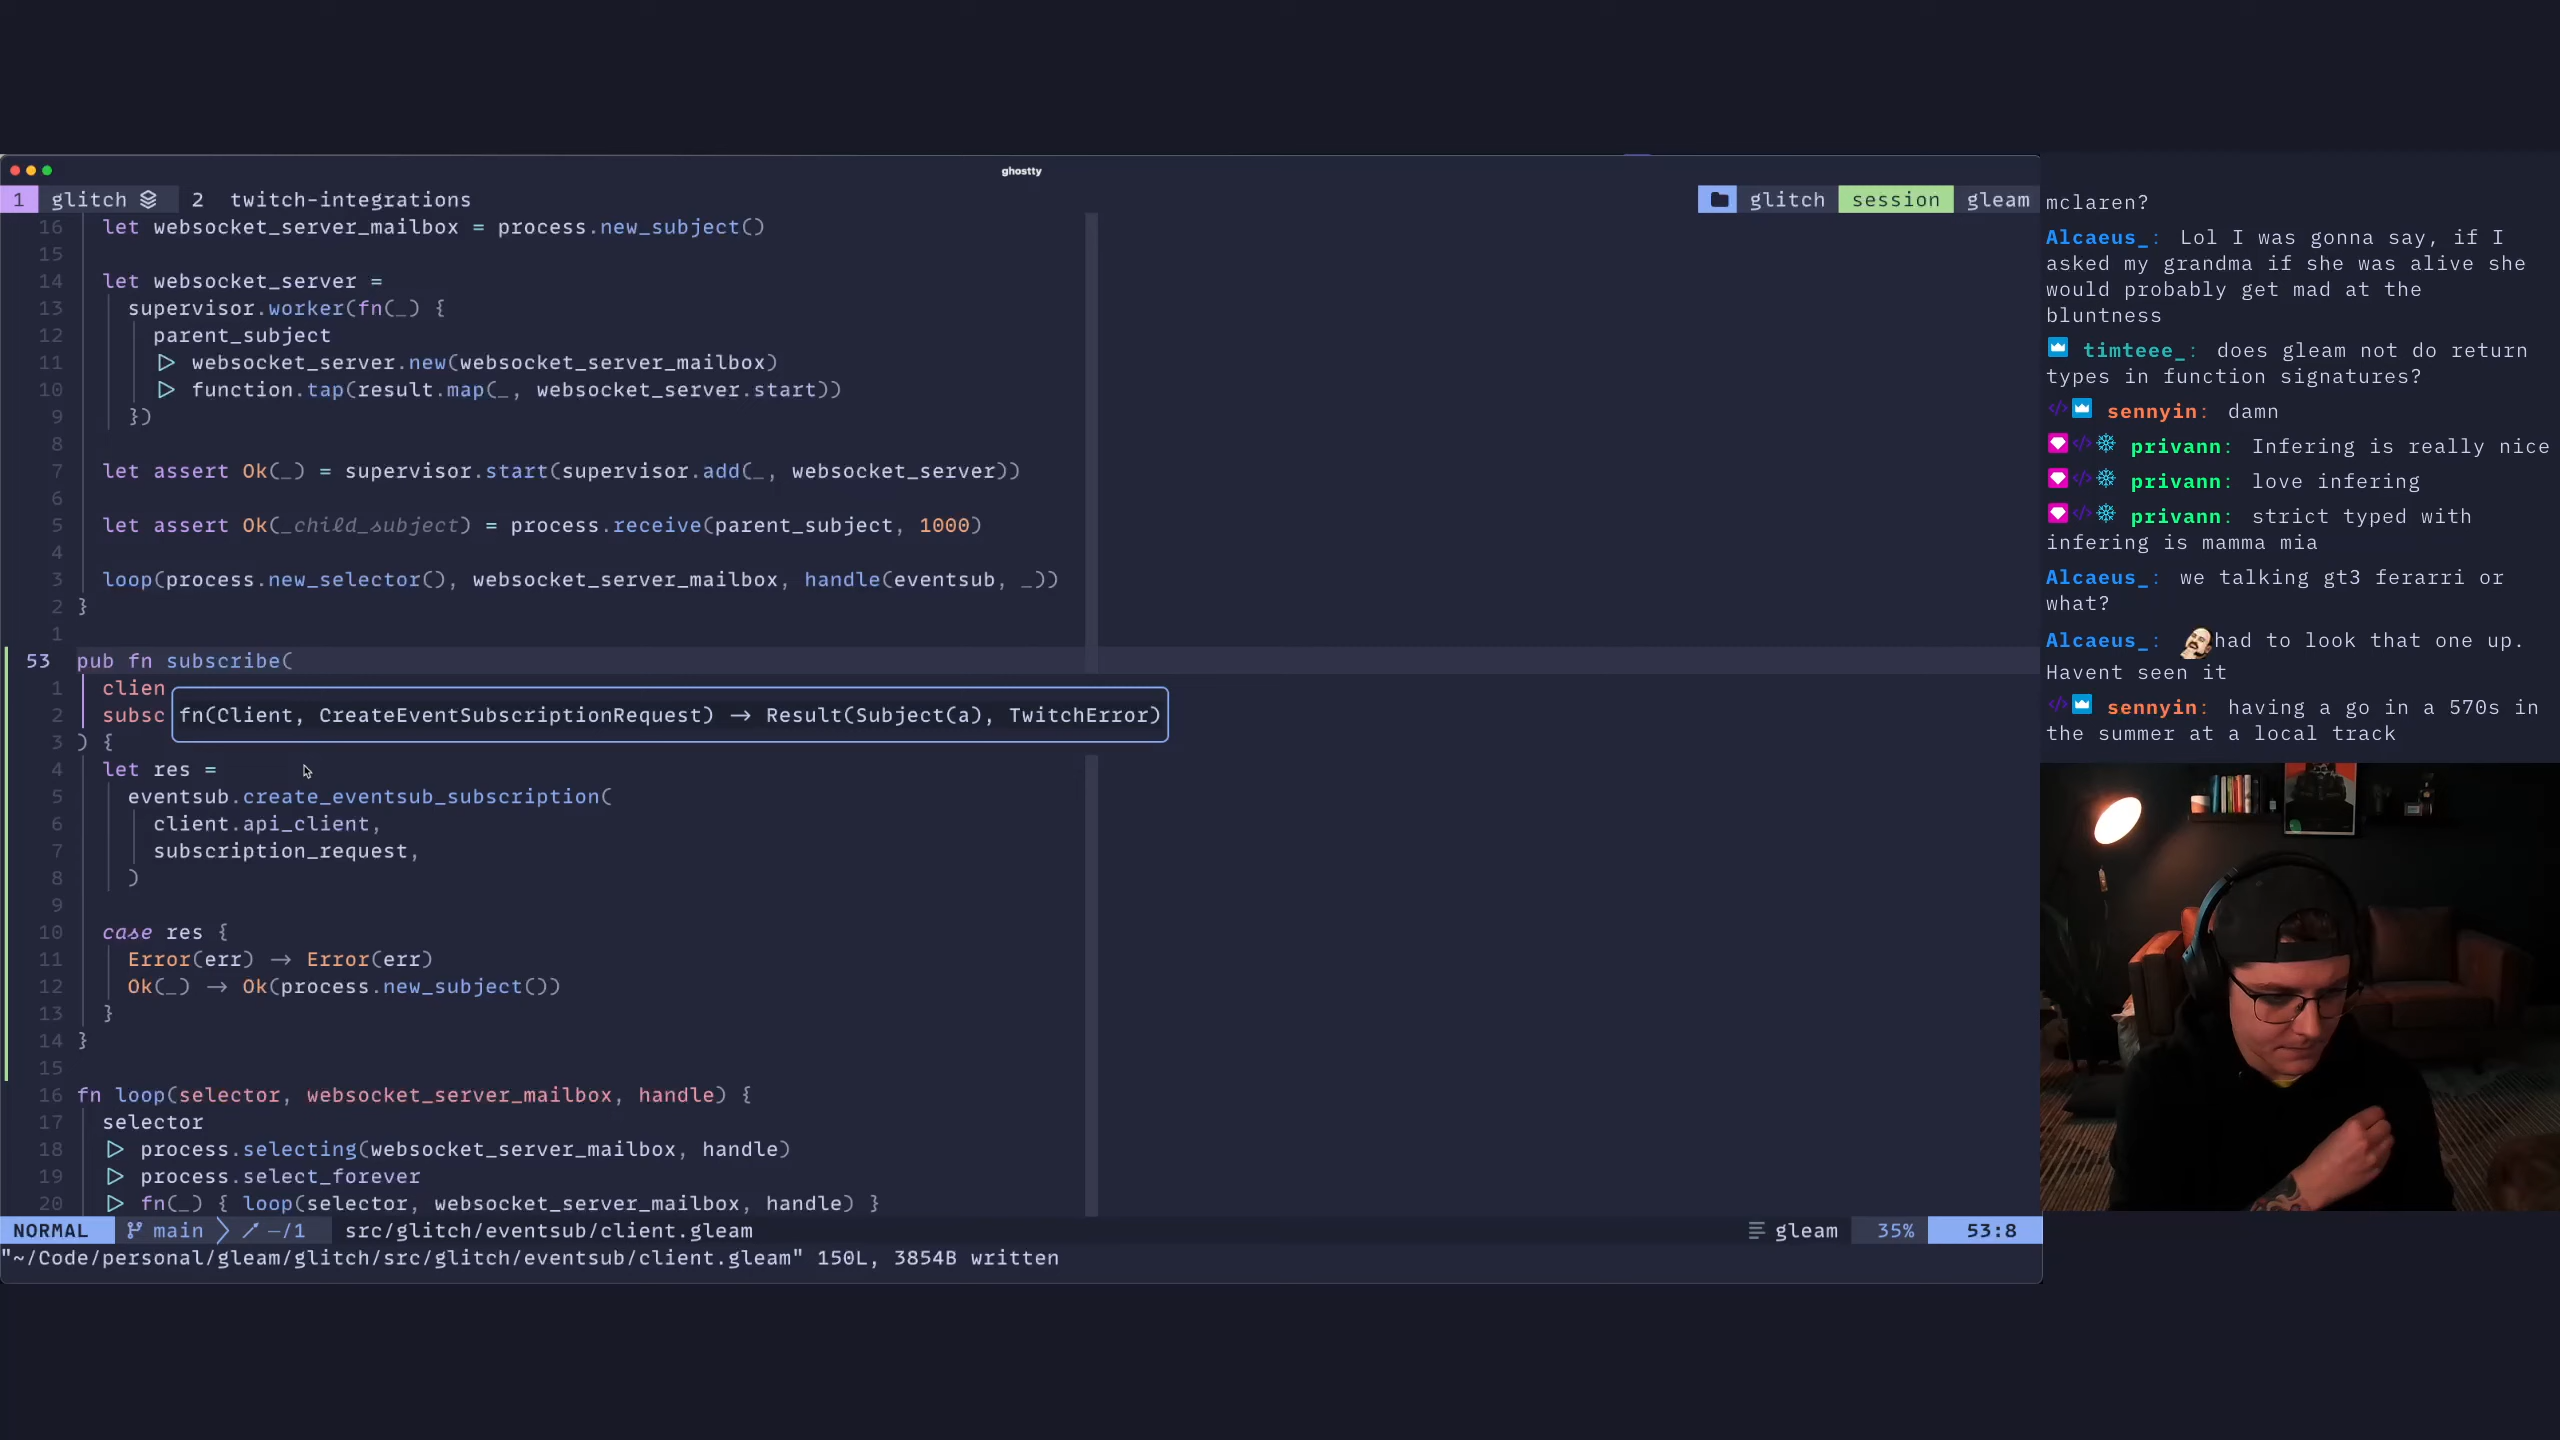 ghostty
1 glitch 2 twitch-integrations
glitch session gleam
16 let websocket_server_mailbox = process.new_subject()
15
14 let websocket_server =
13 supervisor.worker(fn(_) {
12 parent_subject
11 ▷ websocket_server.new(websocket_server_mailbox)
10 ▷ function.tap(result.map(_, websocket_server.start))
9 })
8
7 let assert Ok(_) = supervisor.start(supervisor.add(_, websocket_server))
6
5 let assert Ok(_child_subject) = process.receive(parent_subject, 1000)
4
3 loop(process.new_selector(), websocket_server_mailbox, handle(eventsub, _))
2 }
1
53 pub fn subscribe(
1 clien
2 subsc fn(Client, CreateEventSubscriptionRequest) → Result(Subject(a), TwitchError)
3 ) {
4 let res =
5 eventsub.create_eventsub_subscription(
6 client.api_client,
7 subscription_request,
8 )
9
10 case res {
11 Error(err) → Error(err)
12 Ok(_) → Ok(process.new_subject())
13 }
14 }
15
16 fn loop(selector, websocket_server_mailbox, handle) {
17 selector
18 ▷ process.selecting(websocket_server_mailbox, handle)
19 ▷ process.select_forever
20 ▷ fn(_) { loop(selector, websocket_server_mailbox, handle) }
NORMAL main -/1 src/glitch/eventsub/client.gleam gleam 35% 53:8
"~/Code/personal/gleam/glitch/src/glitch/eventsub/client.gleam" 150L, 3854B written
mclaren?
Alcaeus_: Lol I was gonna say, if I
asked my grandma if she was alive she
would probably get mad at the
bluntness
timteee_: does gleam not do return
types in function signatures?
sennyin: damn
privann: Infering is really nice
privann: love infering
privann: strict typed with
infering is mamma mia
Alcaeus_: we talking gt3 ferarri or
what?
Alcaeus_: had to look that one up.
Havent seen it
sennyin: having a go in a 570s in
the summer at a local track